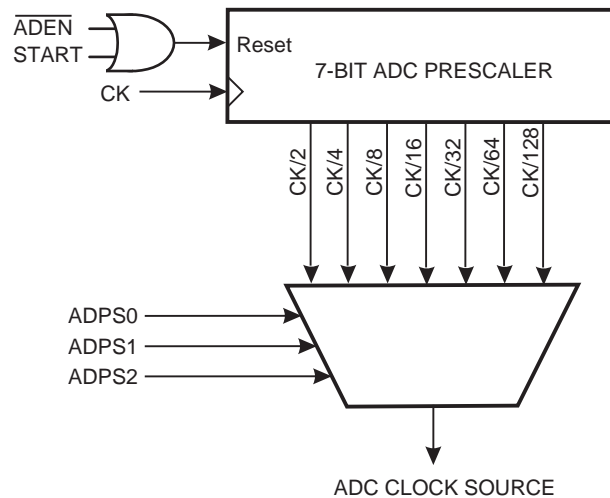 ADEN
START
Reset
7-BIT ADC PRESCALER
CK
CK/2
CK/4
CK/8
CK/16
CK/32
CK/64
CK/128
ADPS0
ADPS1
ADPS2
ADC CLOCK SOURCE